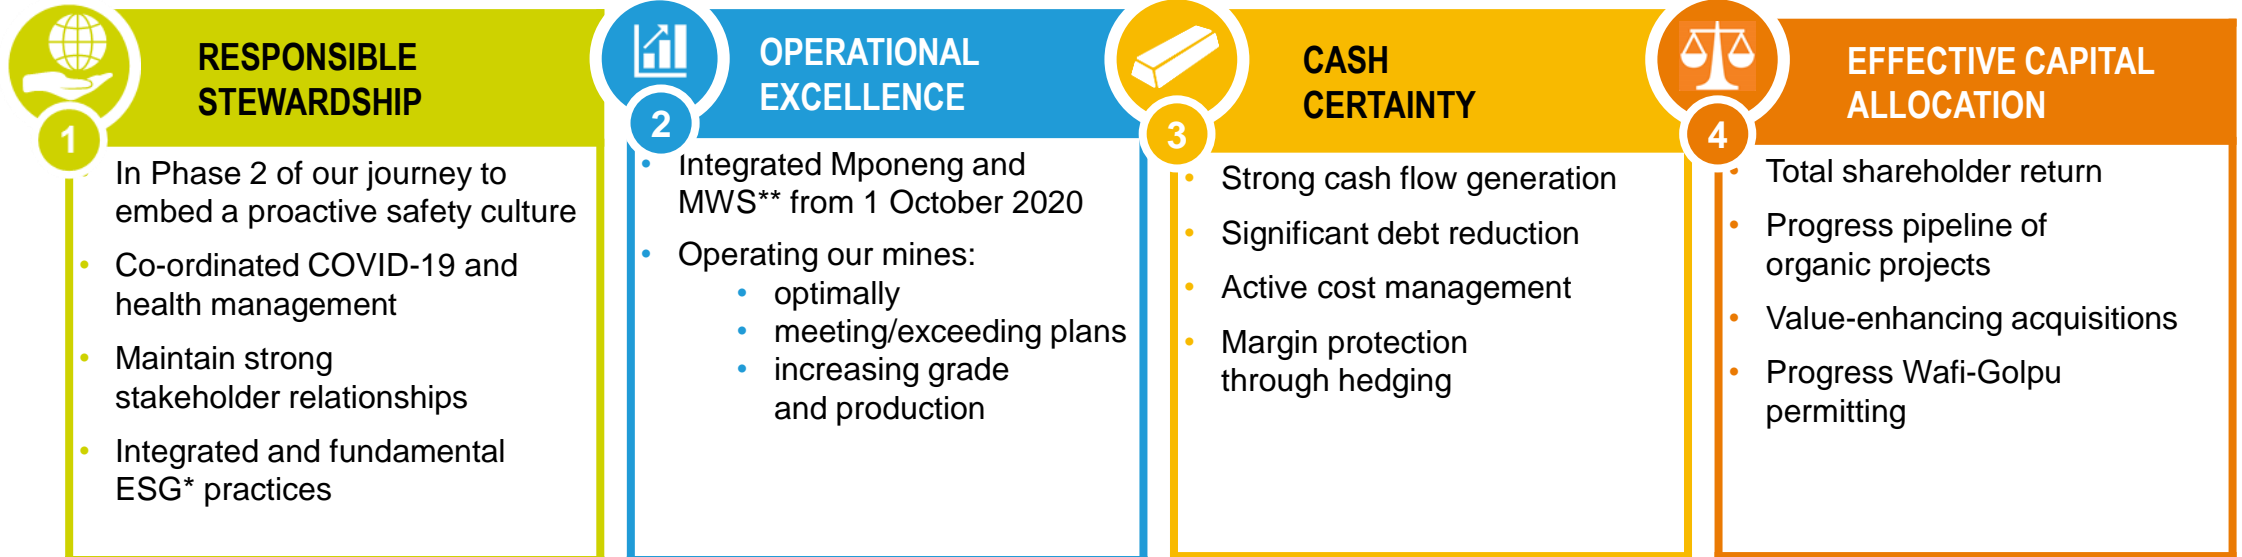 1
RESPONSIBLE
STEWARDSHIP
• In Phase 2 of our journey to
embed a proactive safety culture
• Co-ordinated COVID-19 and
health management
• Maintain strong
stakeholder relationships
• Integrated and fundamental
ESG* practices
2
OPERATIONAL
EXCELLENCE
• Integrated Mponeng and
MWS** from 1 October 2020
• Operating our mines:
• optimally
• meeting/exceeding plans
• increasing grade
and production
3
CASH
CERTAINTY
• Strong cash flow generation
• Significant debt reduction
• Active cost management
• Margin protection
through hedging
4
EFFECTIVE CAPITAL
ALLOCATION
• Total shareholder return
• Progress pipeline of
organic projects
• Value-enhancing acquisitions
• Progress Wafi-Golpu
permitting